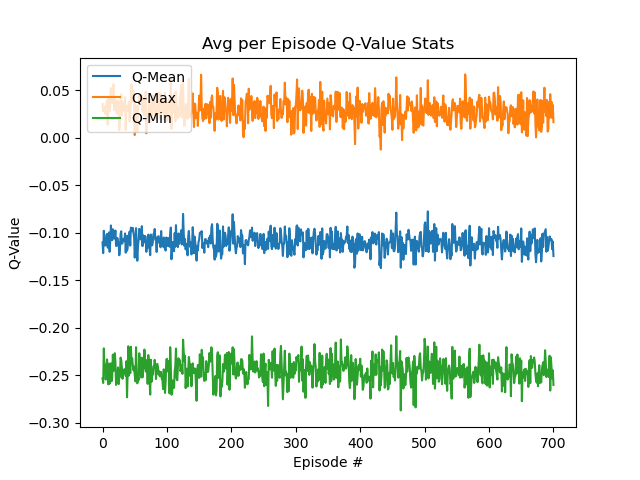 Avg per Episode Q-Value Stats
Q-Mean
Q-Max
Q-Min
Q-Value
0.05
0.00
−0.05
−0.10
−0.15
−0.20
−0.25
−0.30
0 100 200 300 400 500 600 700
Episode #